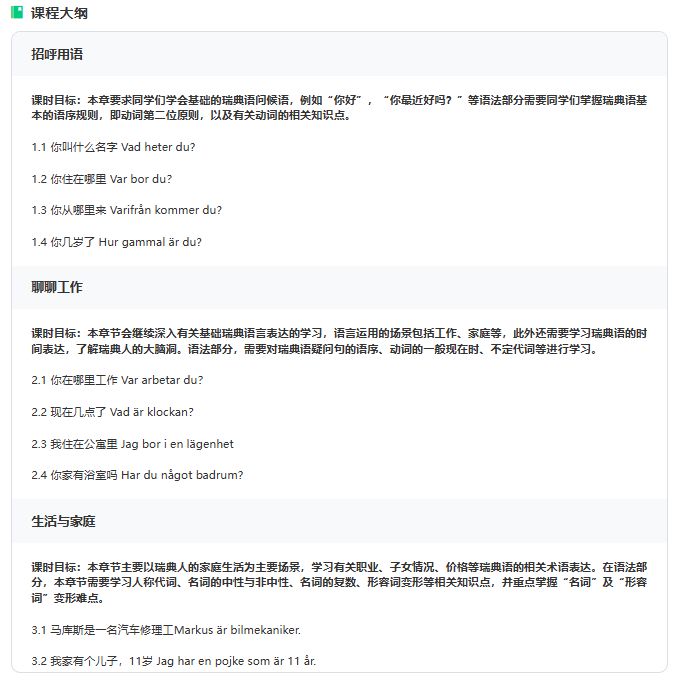 课程大纲
招呼用语
课时目标：本章要求同学们学会基础的瑞典语问候语，例如“你好”，“你最近好吗？”等语法部分需要同学们掌握瑞典语基
本的语序规则，即动词第二位原则，以及有关动词的相关知识点。
1.1 你叫什么名字 Vad heter du?
1.2 你住在哪里 Var bor du?
1.3 你从哪里来 Varifrån kommer du?
1.4 你几岁了 Hur gammal är du?
聊聊工作
课时目标：本章节会继续深入有关基础瑞典语言表达的学习，语言运用的场景包括工作、家庭等，此外还需要学习瑞典语的时
间表达，了解瑞典人的大脑洞。语法部分，需要对瑞典语疑问句的语序、动词的一般现在时、不定代词等进行学习。
2.1 你在哪里工作 Var arbetar du?
2.2 现在几点了 Vad är klockan?
2.3 我住在公寓里 Jag bor i en lägenhet
2.4 你家有浴室吗 Har du något badrum?
生活与家庭
课时目标：本章节主要以瑞典人的家庭生活为主要场景，学习有关职业、子女情况、价格等瑞典语的相关术语表达。在语法部
分，本章节需要学习人称代词、名词的中性与非中性、名词的复数、形容词变形等相关知识点，并重点掌握“名词”及“形容
词”变形难点。
3.1 马库斯是一名汽车修理工Markus är bilmekaniker.
3.2 我家有个儿子，11岁 Jag har en pojke som är 11 år.